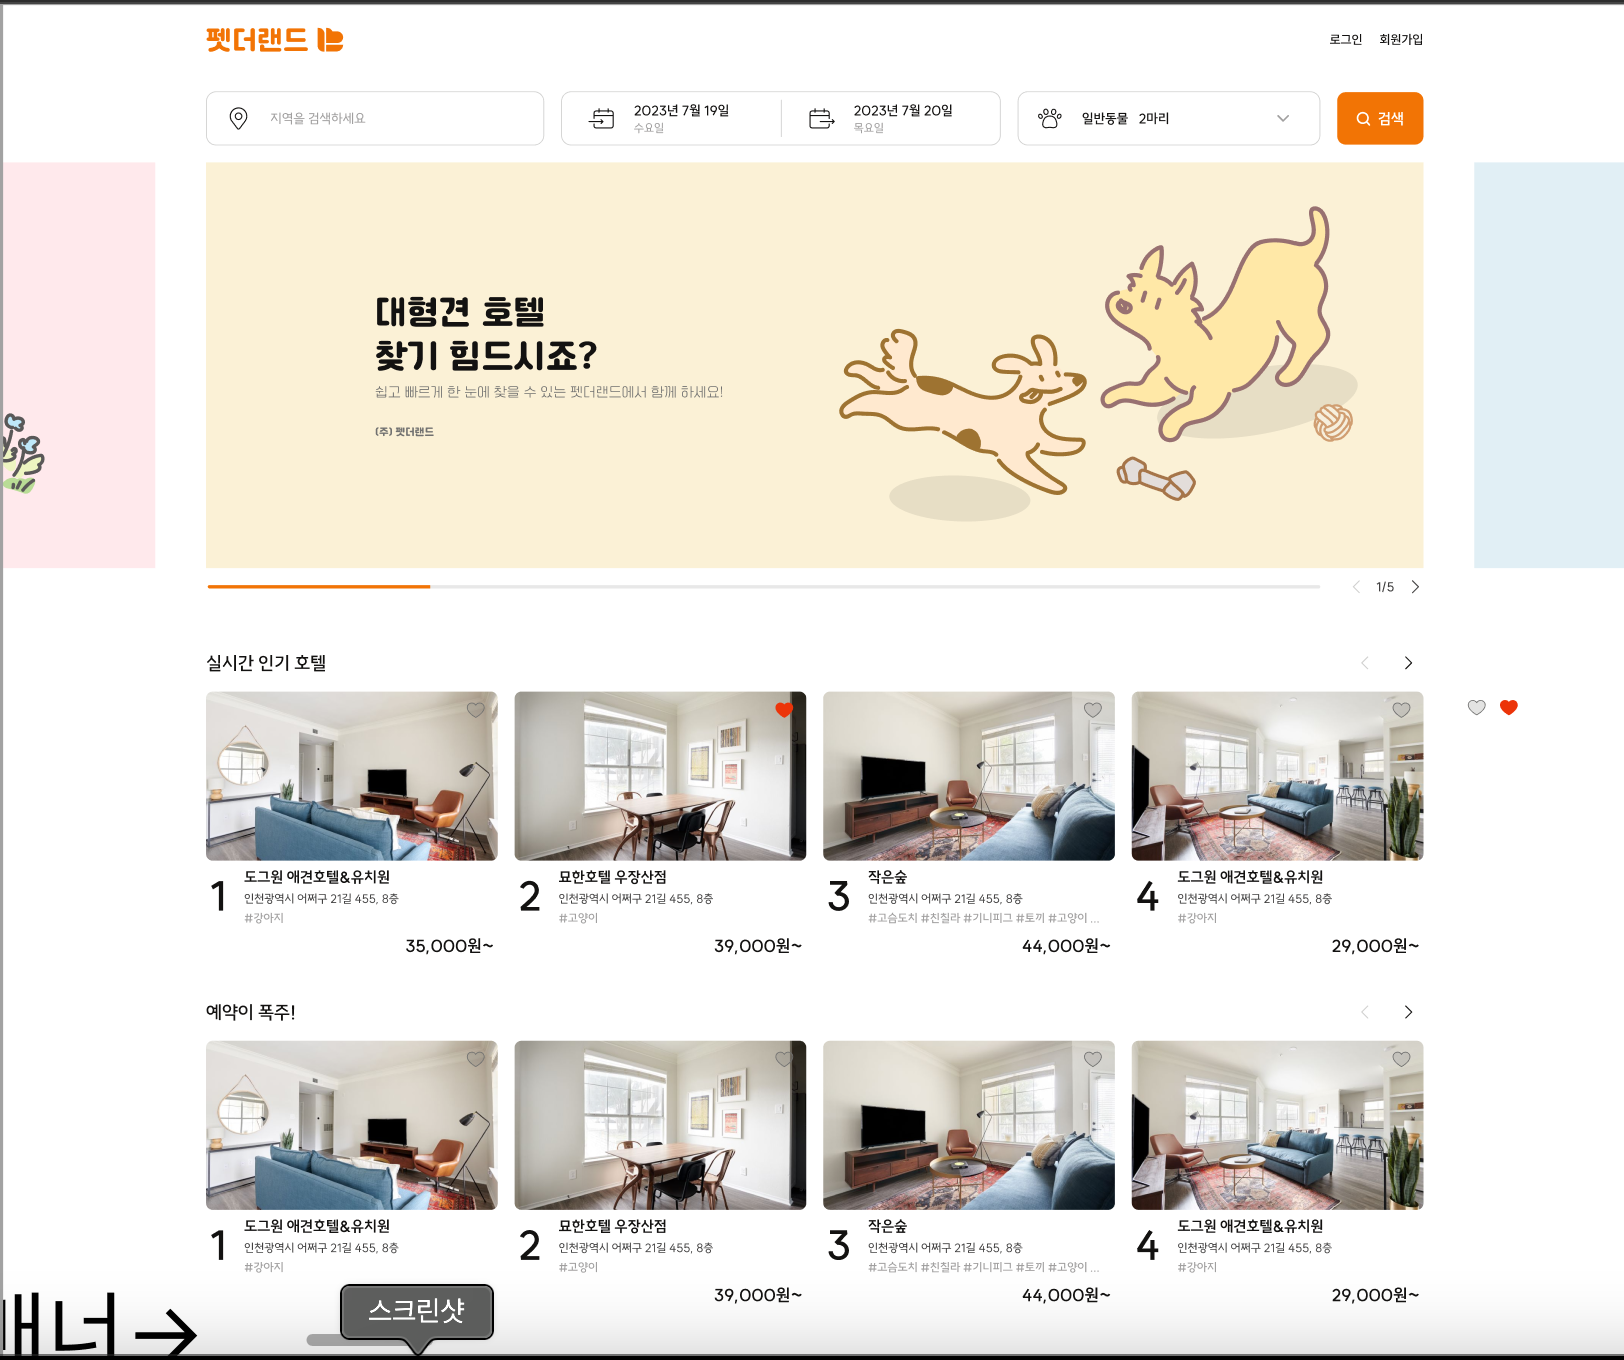 펫더랜드
로그인 회원가입
지역을 검색하세요
2023년 7월 19일
수요일
2023년 7월 20일
목요일
일반동물 2마리
검색
대형견 호텔
찾기 힘드시죠?
쉽고 빠르게 한 눈에 찾을 수 있는 펫더랜드에서 함께 하세요!
(주) 펫더랜드
1/5
실시간 인기 호텔
1
도그원 애견호텔&유치원
인천광역시 어쩌구 21길 455, 8층
#강아지
35,000원~
2
묘한호텔 우장산점
인천광역시 어쩌구 21길 455, 8층
#고양이
39,000원~
3
작은숲
인천광역시 어쩌구 21길 455, 8층
#고슴도치 #친칠라 #기니피그 #토끼 #고양이 ...
44,000원~
4
도그원 애견호텔&유치원
인천광역시 어쩌구 21길 455, 8층
#강아지
29,000원~
예약이 폭주!
1
도그원 애견호텔&유치원
인천광역시 어쩌구 21길 455, 8층
#강아지
2
묘한호텔 우장산점
인천광역시 어쩌구 21길 455, 8층
#고양이
39,000원~
3
작은숲
인천광역시 어쩌구 21길 455, 8층
#고슴도치 #친칠라 #기니피그 #토끼 #고양이 ...
44,000원~
4
도그원 애견호텔&유치원
인천광역시 어쩌구 21길 455, 8층
#강아지
29,000원~
스크린샷